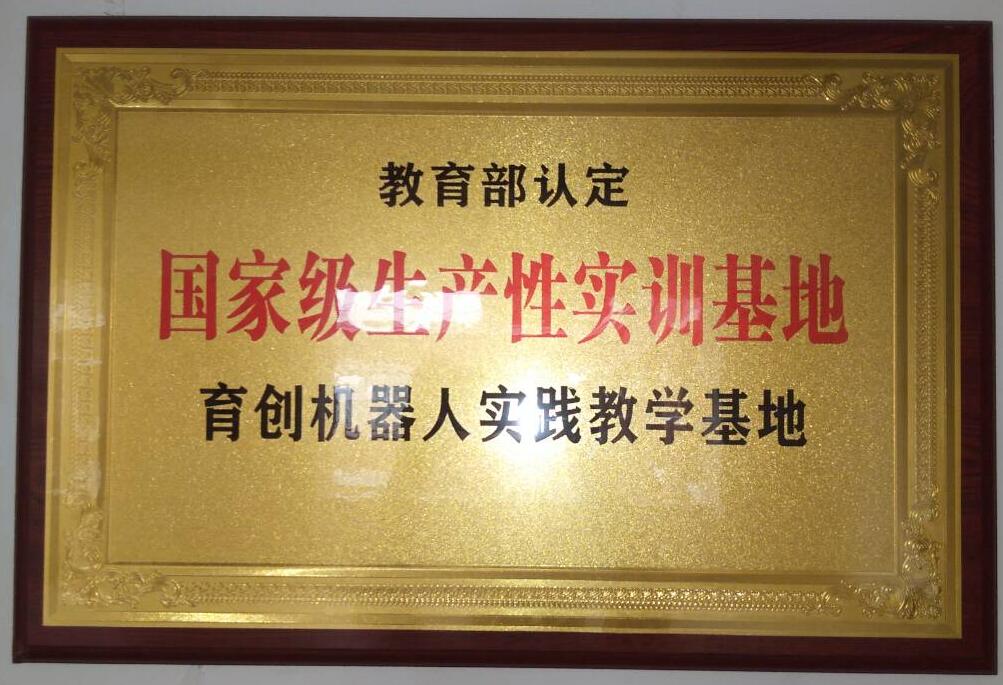 教育部认定
国家级生产性实训基地
育创机器人实践教学基地